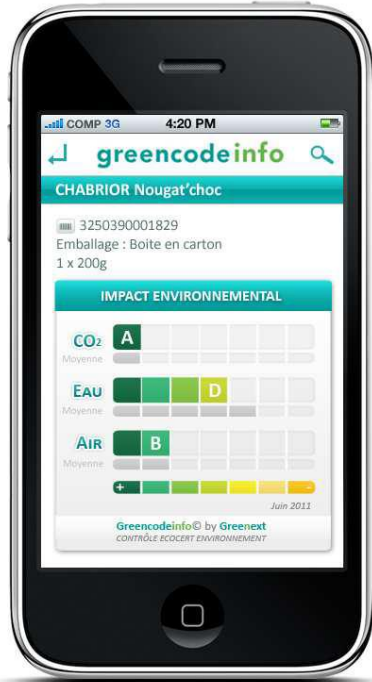 COMP 3G 4:20 PM
greencodeinfo
CHABRIOR Nougat'choc
3250390001829
Emballage : Boite en carton
1 x 200g
IMPACT ENVIRONNEMENTAL
CO₂ A
Moyenne
EAU D
Moyenne
AIR B
Moyenne
+ -
Juin 2011
Greencodeinfo© by Greenext
CONTRÔLE ECOCERT ENVIRONNEMENT